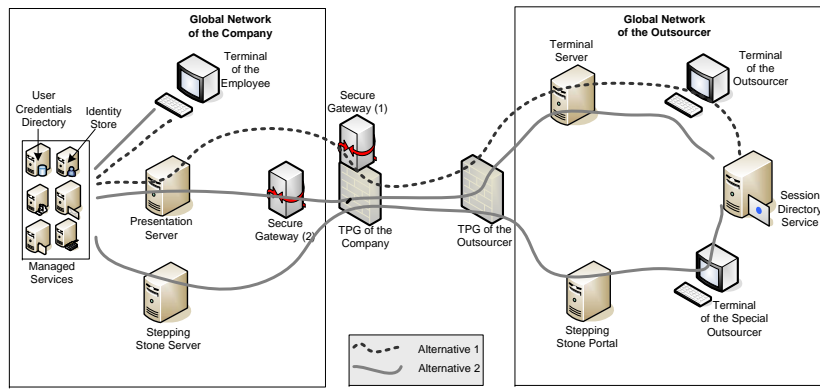 Global Network
of the Company
Global Network
of the Outsourcer
Terminal
of the
Employee
User
Credentials
Directory
Identity
Store
Secure
Gateway (1)
Terminal
Server
Terminal
of the
Outsourcer
Presentation
Server
Secure
Gateway (2)
TPG of the
Company
TPG of the
Outsourcer
Session
Directory
Service
Managed
Services
Stepping
Stone Server
Stepping
Stone Portal
Terminal
of the Special
Outsourcer
Alternative 1
Alternative 2